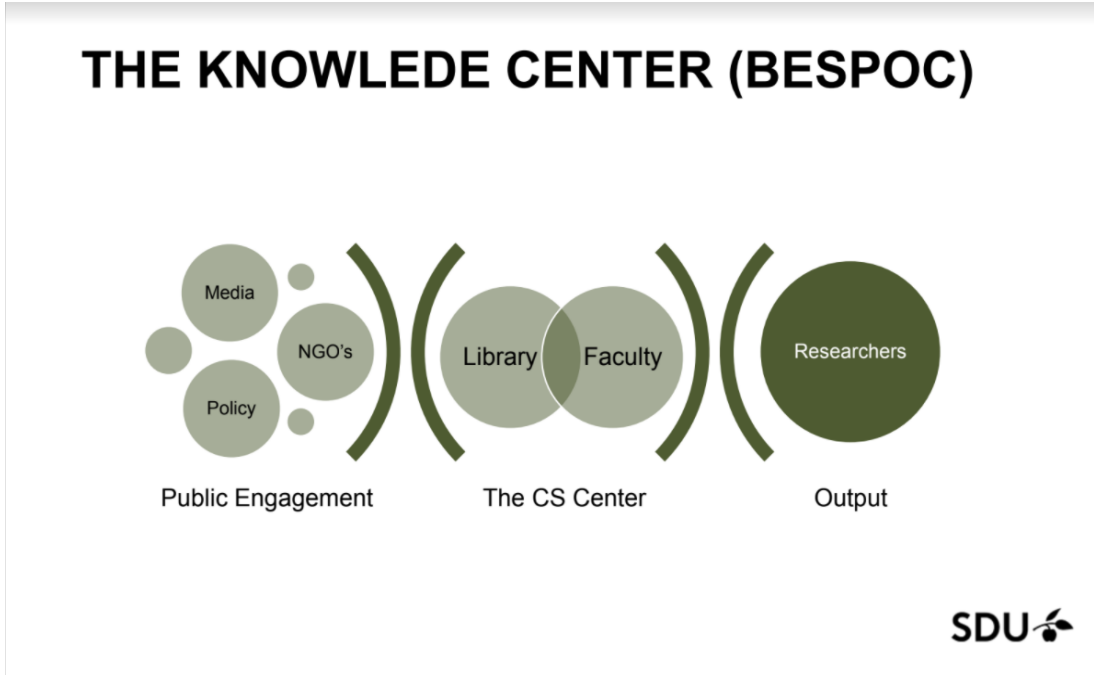 THE KNOWLEDE CENTER (BESPOC)
Media
NGO's
Policy
Library
Faculty
Researchers
Public Engagement
The CS Center
Output
SDU